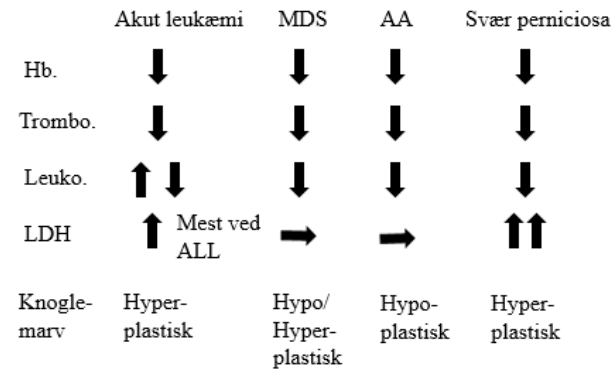 Akut leukæmi MDS AA Svær perniciosa
Hb.
Trombo.
Leuko.
LDH Mest ved
ALL
Knogle- Hyper- Hypo/ Hypo- Hyper-
marv plastisk Hyper- plastisk plastisk
plastisk